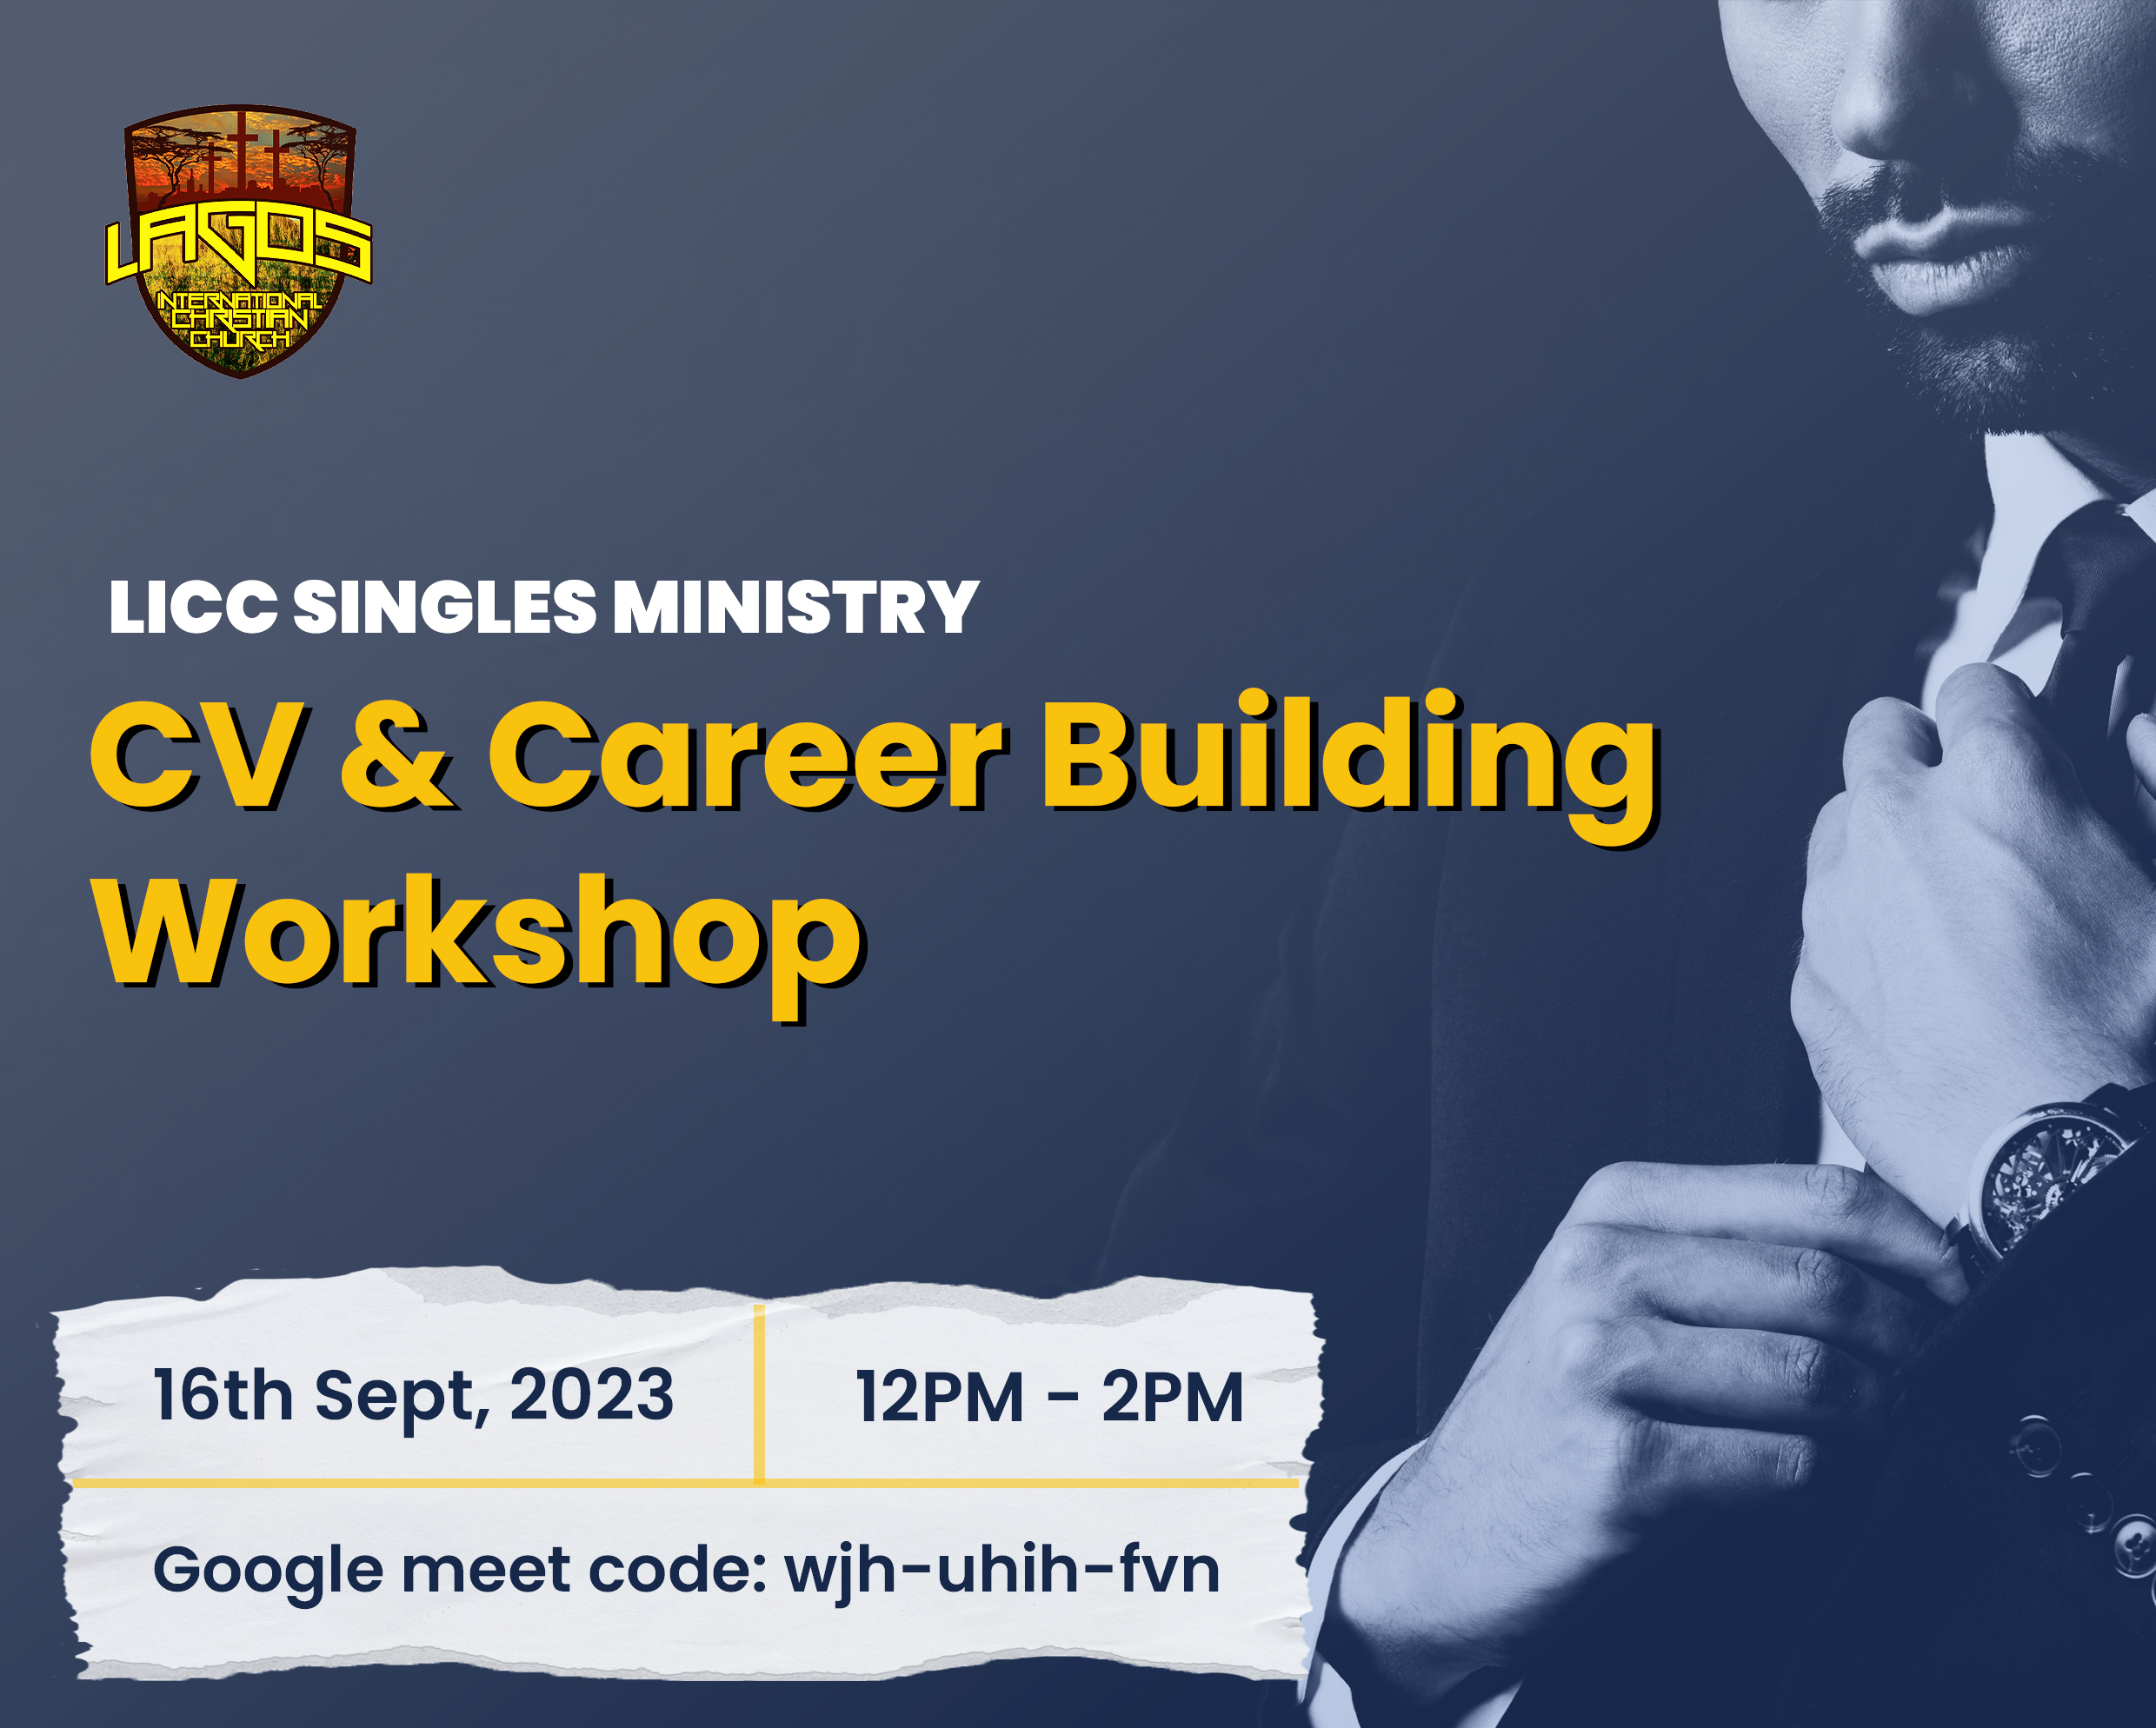 LAGOS
INTERNATIONAL
CHRISTIAN
CHURCH
LICC SINGLES MINISTRY
CV & Career Building
Workshop
16th Sept, 2023
12PM - 2PM
Google meet code: wjh-uhih-fvn